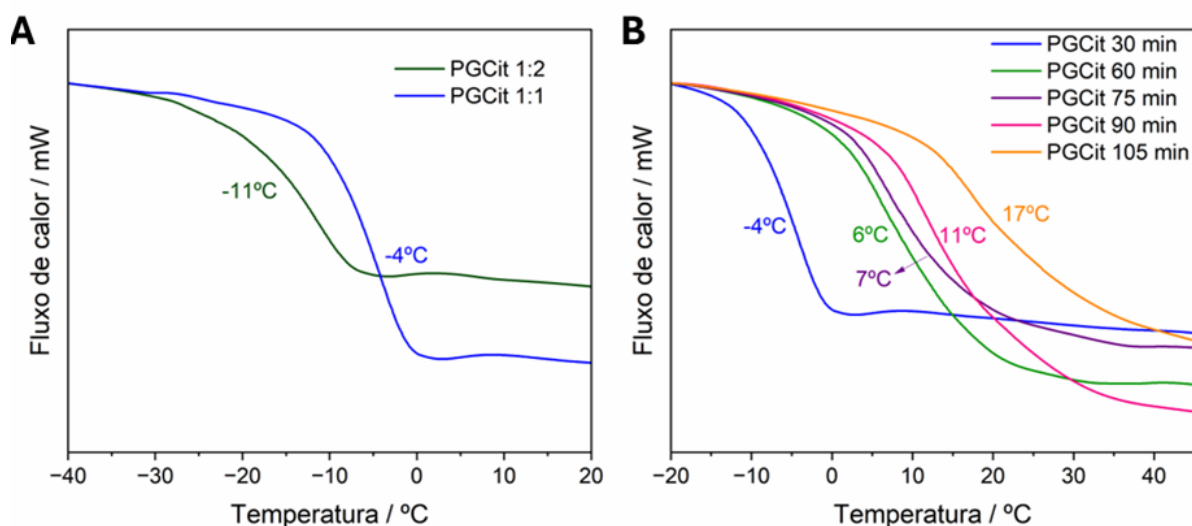 A
PGCit 1:2
PGCit 1:1
-11ºC
-4ºC
Fluxo de calor / mW
−40 −30 −20 −10 0 10 20
Temperatura / ºC
B
PGCit 30 min
PGCit 60 min
PGCit 75 min
PGCit 90 min
PGCit 105 min
-4ºC
6ºC
7ºC
11ºC
17ºC
Fluxo de calor / mW
−20 −10 0 10 20 30 40
Temperatura / ºC